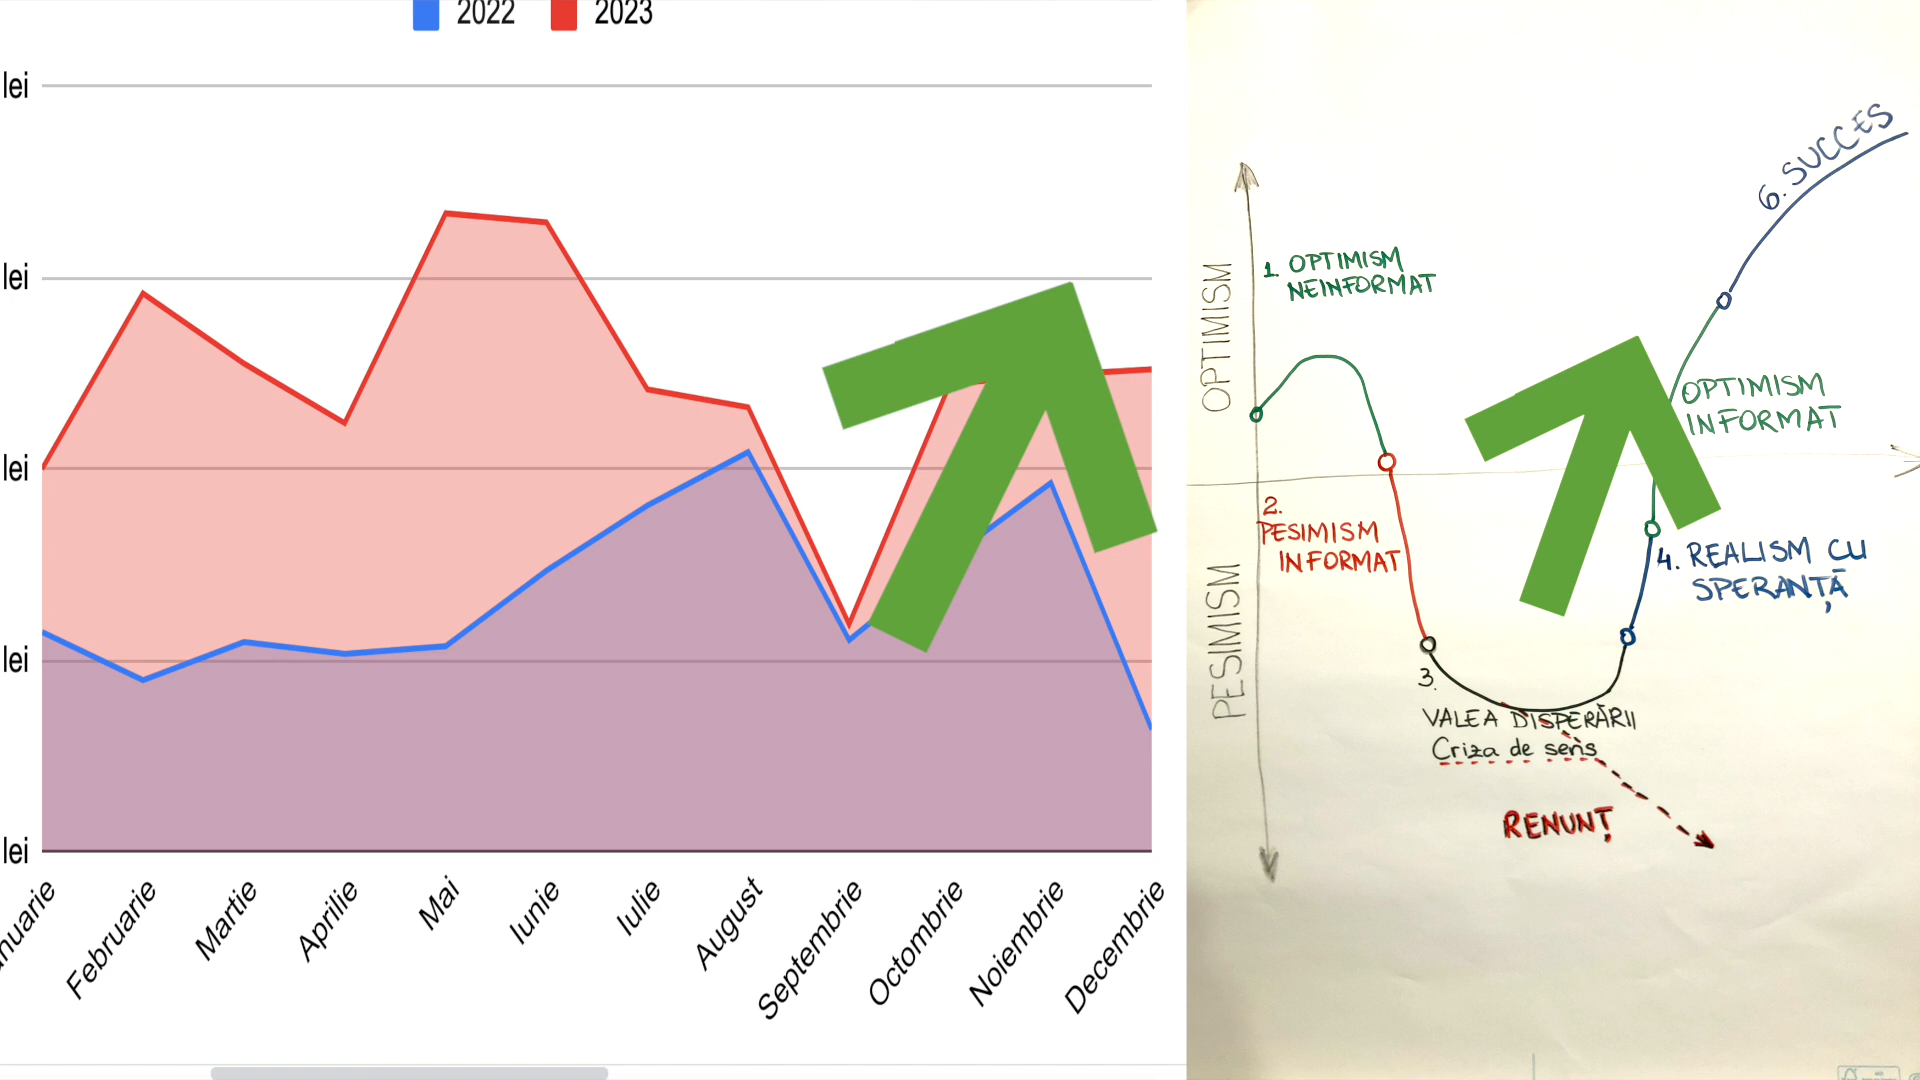 2022 2023
lei
lei
lei
lei
lei
nuarie
Februarie
Martie
Aprilie
Mai
Iunie
Iulie
August
Septembrie
Octombrie
Noiembrie
Decembrie
OPTIMISM
PESIMISM
1. OPTIMISM
NEINFORMAT
2.
PESIMISM
INFORMAT
3.
VALEA DISPERĂRII
Criza de sens
RENUNȚ
4. REALISM CU
SPERANȚĂ
OPTIMISM
INFORMAT
6. SUCCES